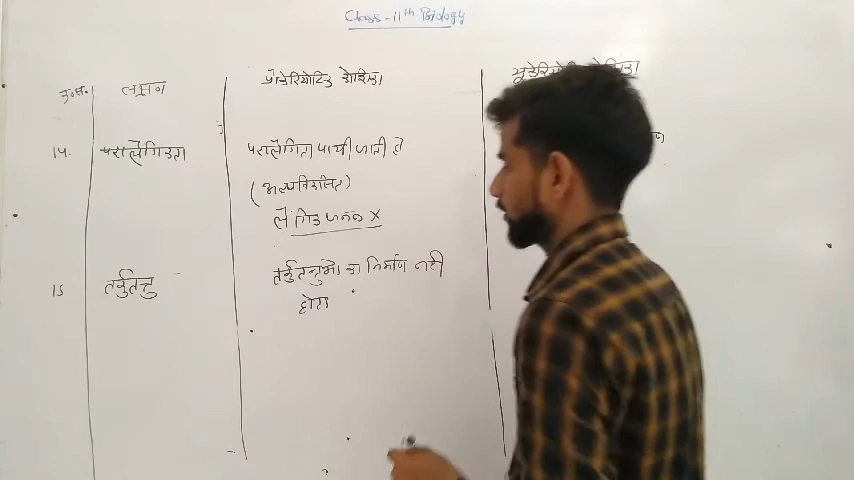 Class - 11th Biology
क्र०स०
लक्षण
प्रोकेरियोटिक कोशिका
यूकेरियोटिक कोशिका
14.
परालैंगिकता
परालैंगिता पायी जाती है
(अल्पविकसित)
लैंगिक जनन X
15
तर्कुतन्तु
तर्कु तन्तुओं का निर्माण नही
होता